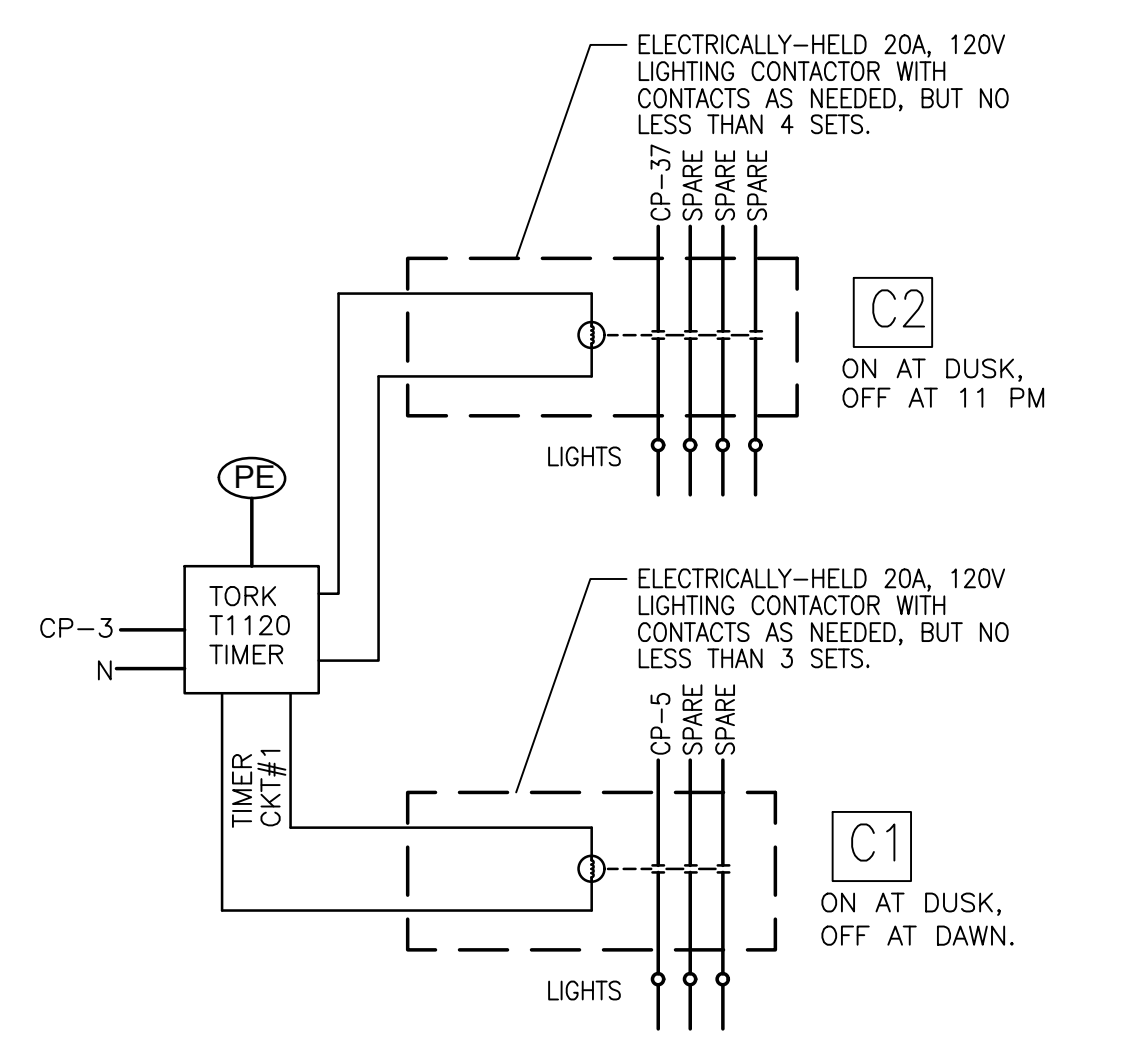 ELECTRICALLY-HELD 20A, 120V
LIGHTING CONTACTOR WITH
CONTACTS AS NEEDED, BUT NO
LESS THAN 4 SETS.
CP-37
SPARE
SPARE
SPARE
C2
ON AT DUSK,
OFF AT 11 PM
LIGHTS
PE
TORK
T1120
TIMER
CP-3
N
TIMER
CKT#1
ELECTRICALLY-HELD 20A, 120V
LIGHTING CONTACTOR WITH
CONTACTS AS NEEDED, BUT NO
LESS THAN 3 SETS.
CP-5
SPARE
SPARE
C1
ON AT DUSK,
OFF AT DAWN.
LIGHTS